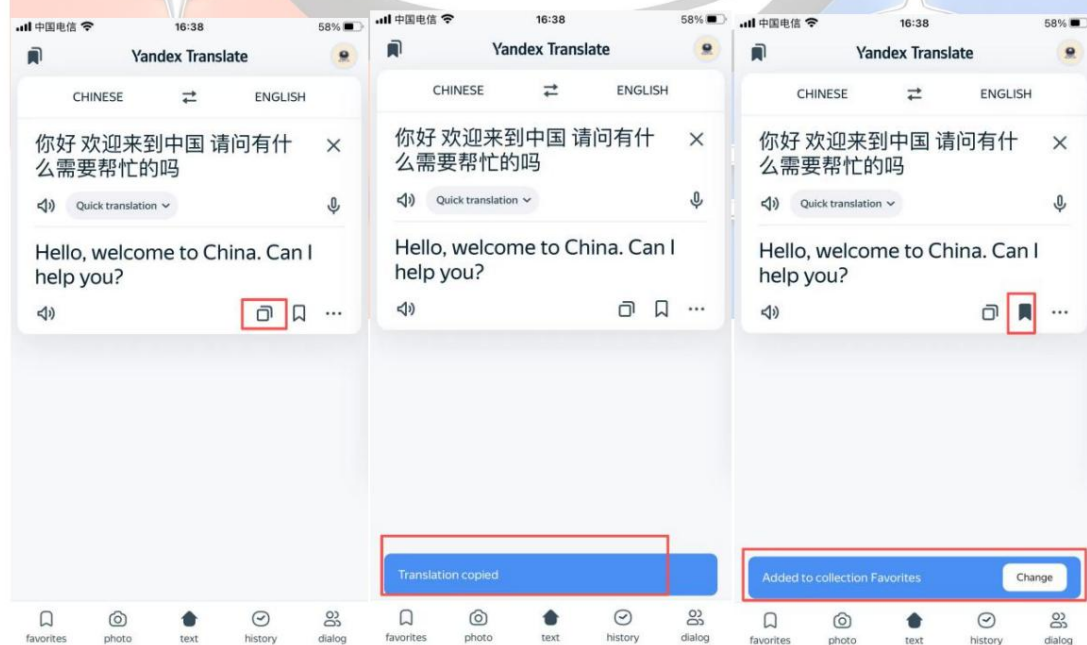 中国电信 16:38 58%
Yandex Translate
CHINESE ENGLISH
你好 欢迎来到中国 请问有什
么需要帮忙的吗
Quick translation
Hello, welcome to China. Can I
help you?
favorites photo text history dialog
中国电信 16:38 58%
Yandex Translate
CHINESE ENGLISH
你好 欢迎来到中国 请问有什
么需要帮忙的吗
Quick translation
Hello, welcome to China. Can I
help you?
Translation copied
favorites photo text history dialog
中国电信 16:38 58%
Yandex Translate
CHINESE ENGLISH
你好 欢迎来到中国 请问有什
么需要帮忙的吗
Quick translation
Hello, welcome to China. Can I
help you?
Added to collection Favorites Change
favorites photo text history dialog